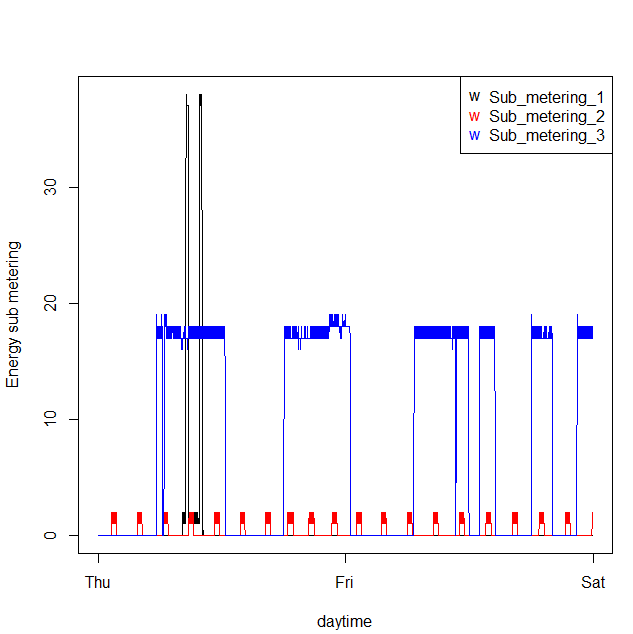 w Sub_metering_1
w Sub_metering_2
w Sub_metering_3
Energy sub metering
30
20
10
0
Thu Fri Sat
daytime